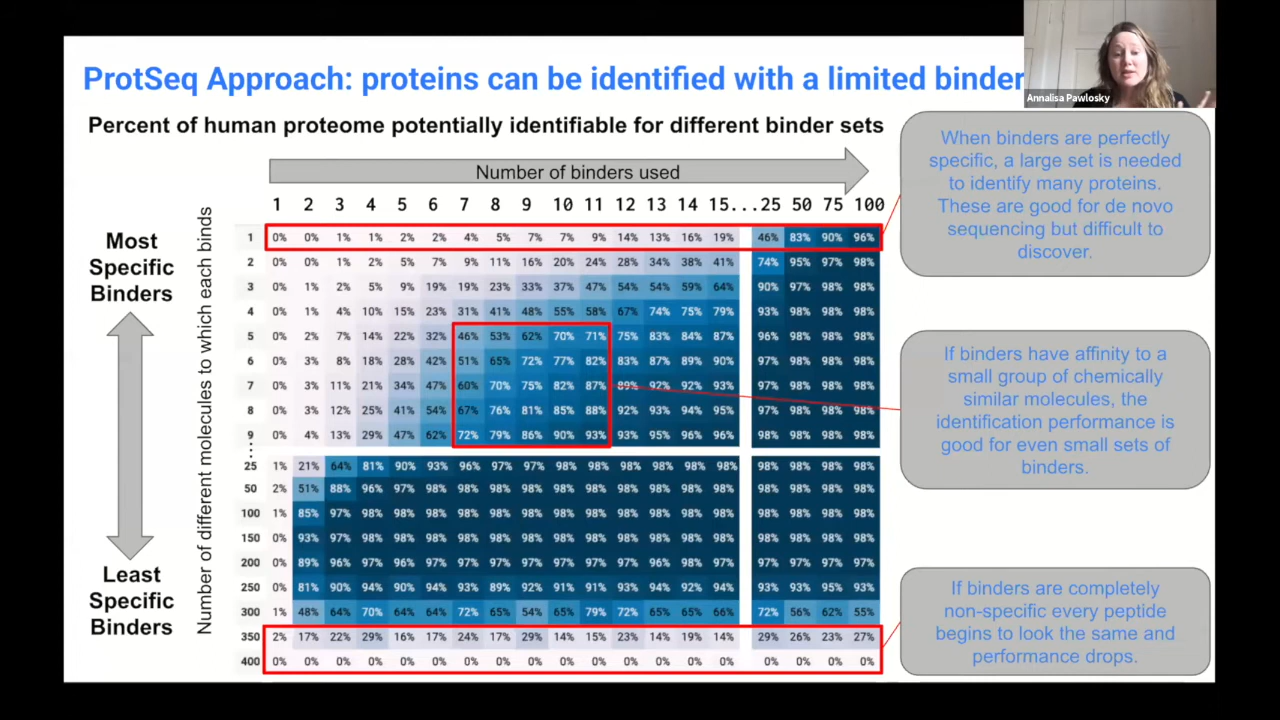 ProtSeq Approach: proteins can be identified with a limited binder
Annalisa Pawlosky
Percent of human proteome potentially identifiable for different binder sets
Number of binders used
1 2 3 4 5 6 7 8 9 10 11 12 13 14 15...25 50 75 100
Most
Specific
Binders
Least
Specific
Binders
Number of different molecules to which each binds
1 0% 0% 1% 1% 2% 2% 4% 5% 7% 7% 9% 14% 13% 16% 19% 46% 83% 90% 96%
2 0% 0% 1% 2% 5% 7% 9% 11% 16% 20% 24% 28% 34% 38% 41% 74% 95% 97% 98%
3 0% 1% 2% 5% 9% 19% 19% 23% 33% 37% 47% 54% 54% 59% 64% 90% 97% 98% 98%
4 0% 1% 4% 10% 15% 23% 31% 41% 48% 55% 58% 67% 74% 75% 79% 93% 98% 98% 98%
5 0% 2% 7% 14% 22% 32% 46% 53% 62% 70% 71% 75% 83% 84% 87% 96% 98% 98% 98%
6 0% 3% 8% 18% 28% 42% 51% 65% 72% 77% 82% 83% 87% 89% 90% 97% 98% 98% 98%
7 0% 3% 11% 21% 34% 47% 60% 70% 75% 82% 87% 89% 92% 92% 93% 97% 98% 98% 98%
8 0% 3% 12% 25% 41% 54% 67% 76% 81% 85% 88% 92% 93% 94% 95% 97% 98% 98% 98%
9 0% 4% 13% 29% 47% 62% 72% 79% 86% 90% 93% 93% 95% 96% 96% 98% 98% 98% 98%
25 1% 21% 64% 81% 90% 93% 96% 97% 97% 98% 98% 98% 98% 98% 98% 98% 98% 98% 98%
50 2% 51% 88% 96% 97% 98% 98% 98% 98% 98% 98% 98% 98% 98% 98% 98% 98% 98% 98%
100 1% 85% 97% 98% 98% 98% 98% 98% 98% 98% 98% 98% 98% 98% 98% 98% 98% 98% 98%
150 0% 93% 97% 98% 98% 98% 98% 98% 98% 98% 98% 98% 98% 98% 98% 98% 98% 98% 98%
200 0% 89% 96% 97% 96% 97% 97% 97% 97% 97% 97% 97% 96% 98% 97% 97% 97% 97% 97%
250 0% 81% 90% 94% 90% 94% 93% 89% 92% 91% 91% 93% 94% 92% 94% 93% 93% 95% 93%
300 1% 48% 64% 70% 64% 64% 72% 65% 54% 65% 79% 72% 65% 65% 66% 72% 56% 62% 55%
350 2% 17% 22% 29% 16% 17% 24% 17% 29% 14% 15% 23% 14% 19% 14% 29% 26% 23% 27%
400 0% 0% 0% 0% 0% 0% 0% 0% 0% 0% 0% 0% 0% 0% 0% 0% 0% 0% 0%
When binders are perfectly
specific, a large set is needed
to identify many proteins.
These are good for de novo
sequencing but difficult to
discover.
If binders have affinity to a
small group of chemically
similar molecules, the
identification performance is
good for even small sets of
binders.
If binders are completely
non-specific every peptide
begins to look the same and
performance drops.